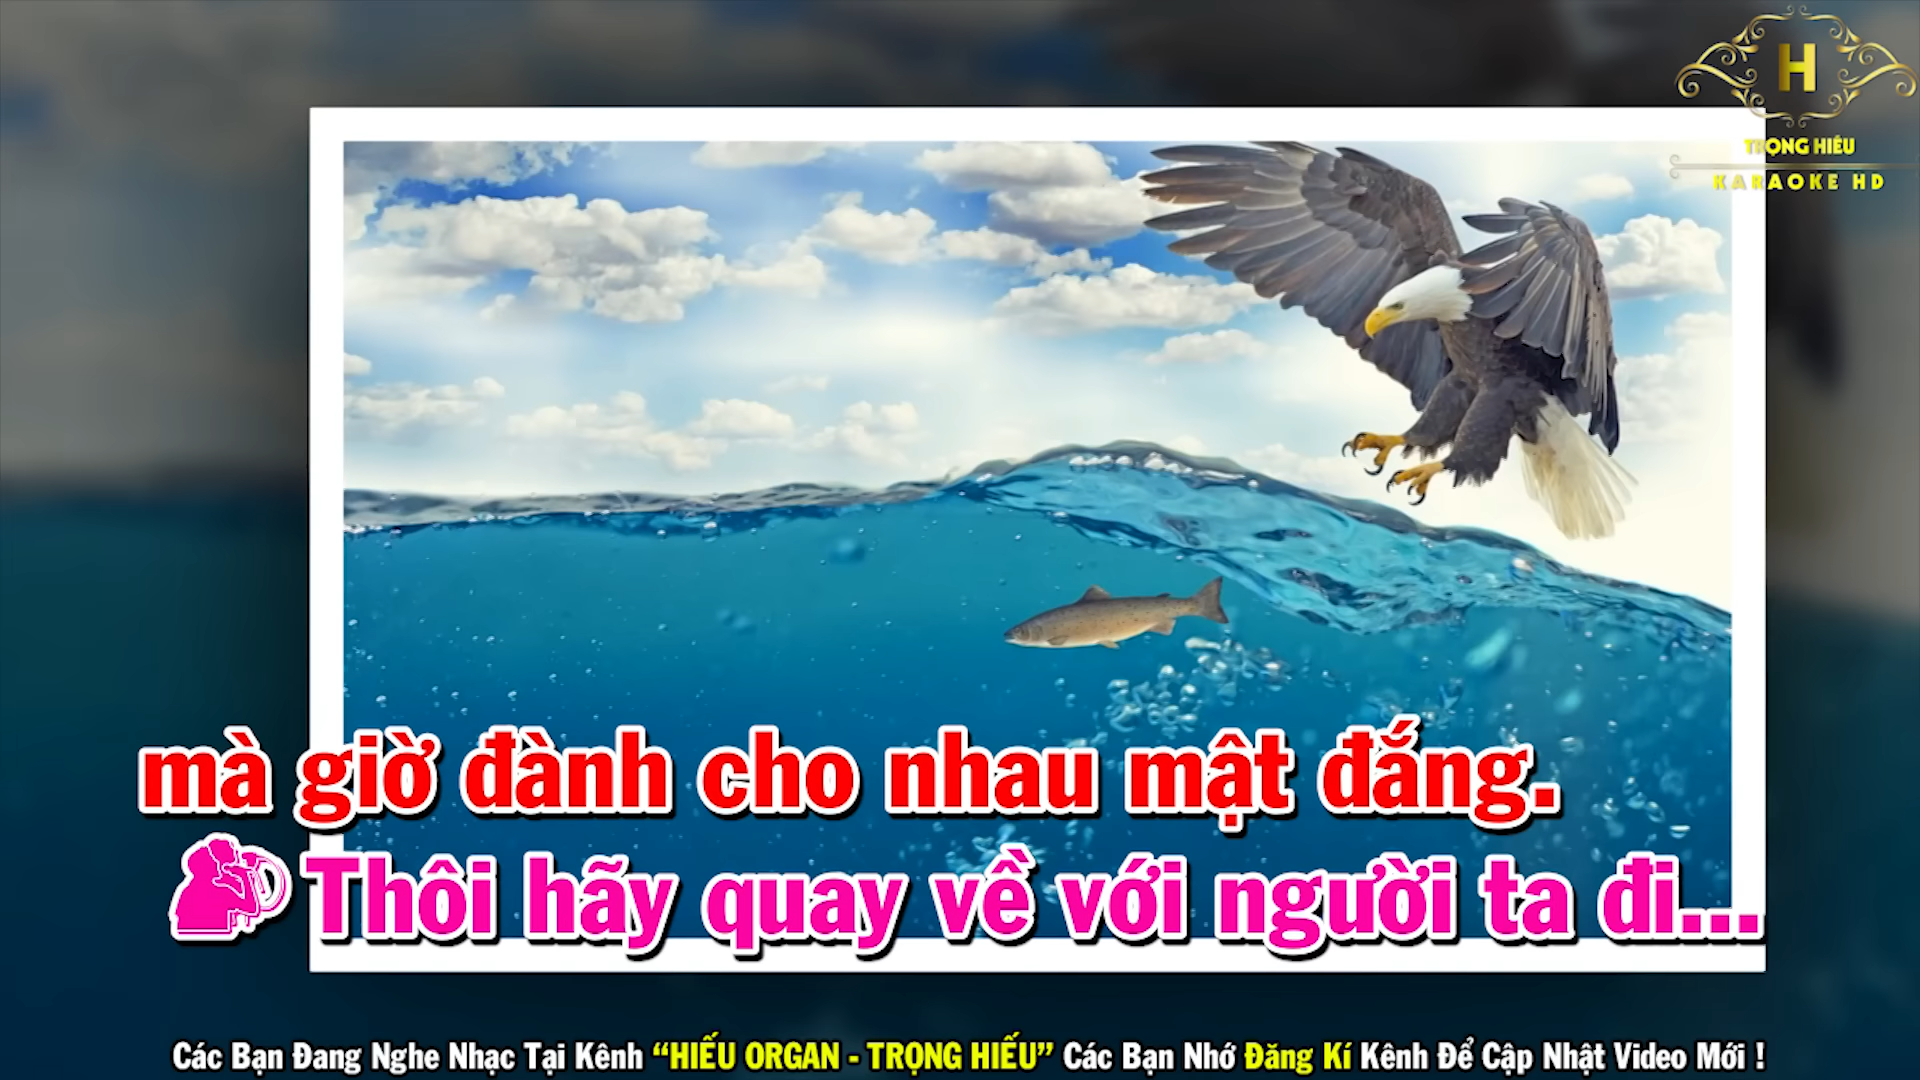 H
TRỌNG HIẾU
KARAOKE HD
mà giờ đành cho nhau mật đắng.
Thôi hãy quay về với người ta đi...
Các Bạn Đang Nghe Nhạc Tại Kênh “HIẾU ORGAN - TRỌNG HIẾU” Các Bạn Nhớ Đăng Kí Kênh Để Cập Nhật Video Mới !